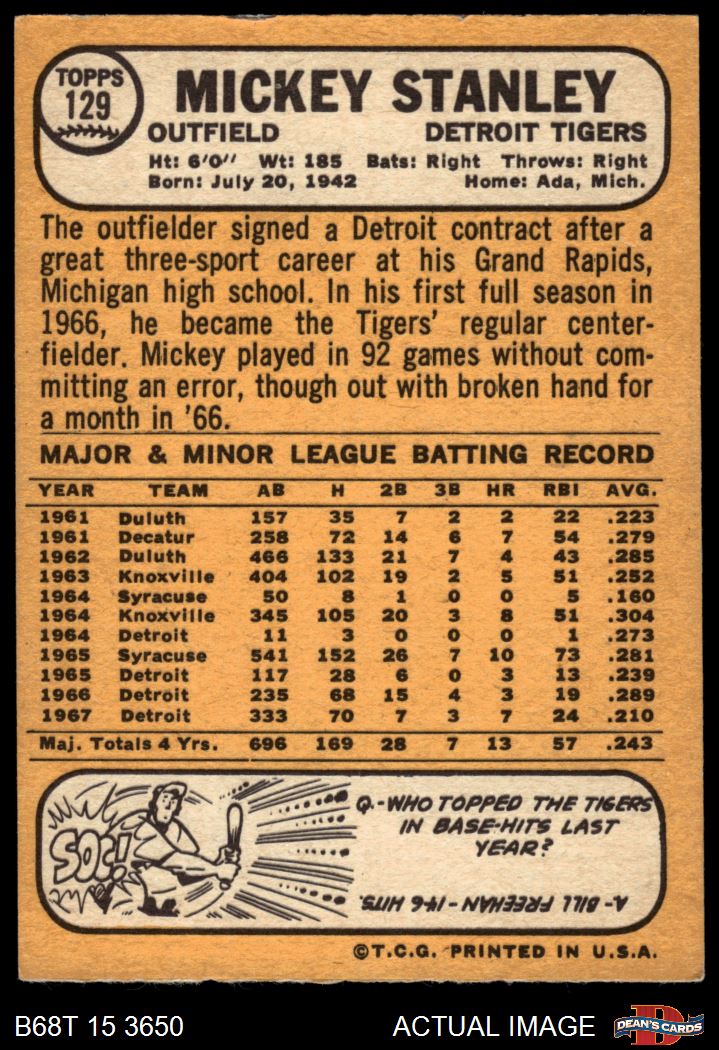 TOPPS
129
MICKEY STANLEY
OUTFIELD DETROIT TIGERS
Ht: 6'0" Wt: 185 Bats: Right Throws: Right
Born: July 20, 1942 Home: Ada, Mich.
The outfielder signed a Detroit contract after a
great three-sport career at his Grand Rapids,
Michigan high school. In his first full season in
1966, he became the Tigers' regular center-
fielder. Mickey played in 92 games without com-
mitting an error, though out with broken hand for
a month in '66.
MAJOR & MINOR LEAGUE BATTING RECORD
YEAR TEAM AB H 2B 3B HR RBI AVG.
1961 Duluth 157 35 7 2 2 22 .223
1961 Decatur 258 72 14 6 7 54 .279
1962 Duluth 466 133 21 7 4 43 .285
1963 Knoxville 404 102 19 2 5 51 .252
1964 Syracuse 50 8 1 0 0 5 .160
1964 Knoxville 345 105 20 3 8 51 .304
1964 Detroit 11 3 0 0 0 1 .273
1965 Syracuse 541 152 26 7 10 73 .281
1965 Detroit 117 28 6 0 3 13 .239
1966 Detroit 235 68 15 4 3 19 .289
1967 Detroit 333 70 7 3 7 24 .210
Maj. Totals 4 Yrs. 696 169 28 7 13 57 .243
SOC!
Q.-WHO TOPPED THE TIGERS
IN BASE-HITS LAST
YEAR?
A- BILL FREEHAN - 146 HITS.
©T.C.G. PRINTED IN U.S.A.
B68T 15 3650 ACTUAL IMAGE
D
DEAN'S CARDS